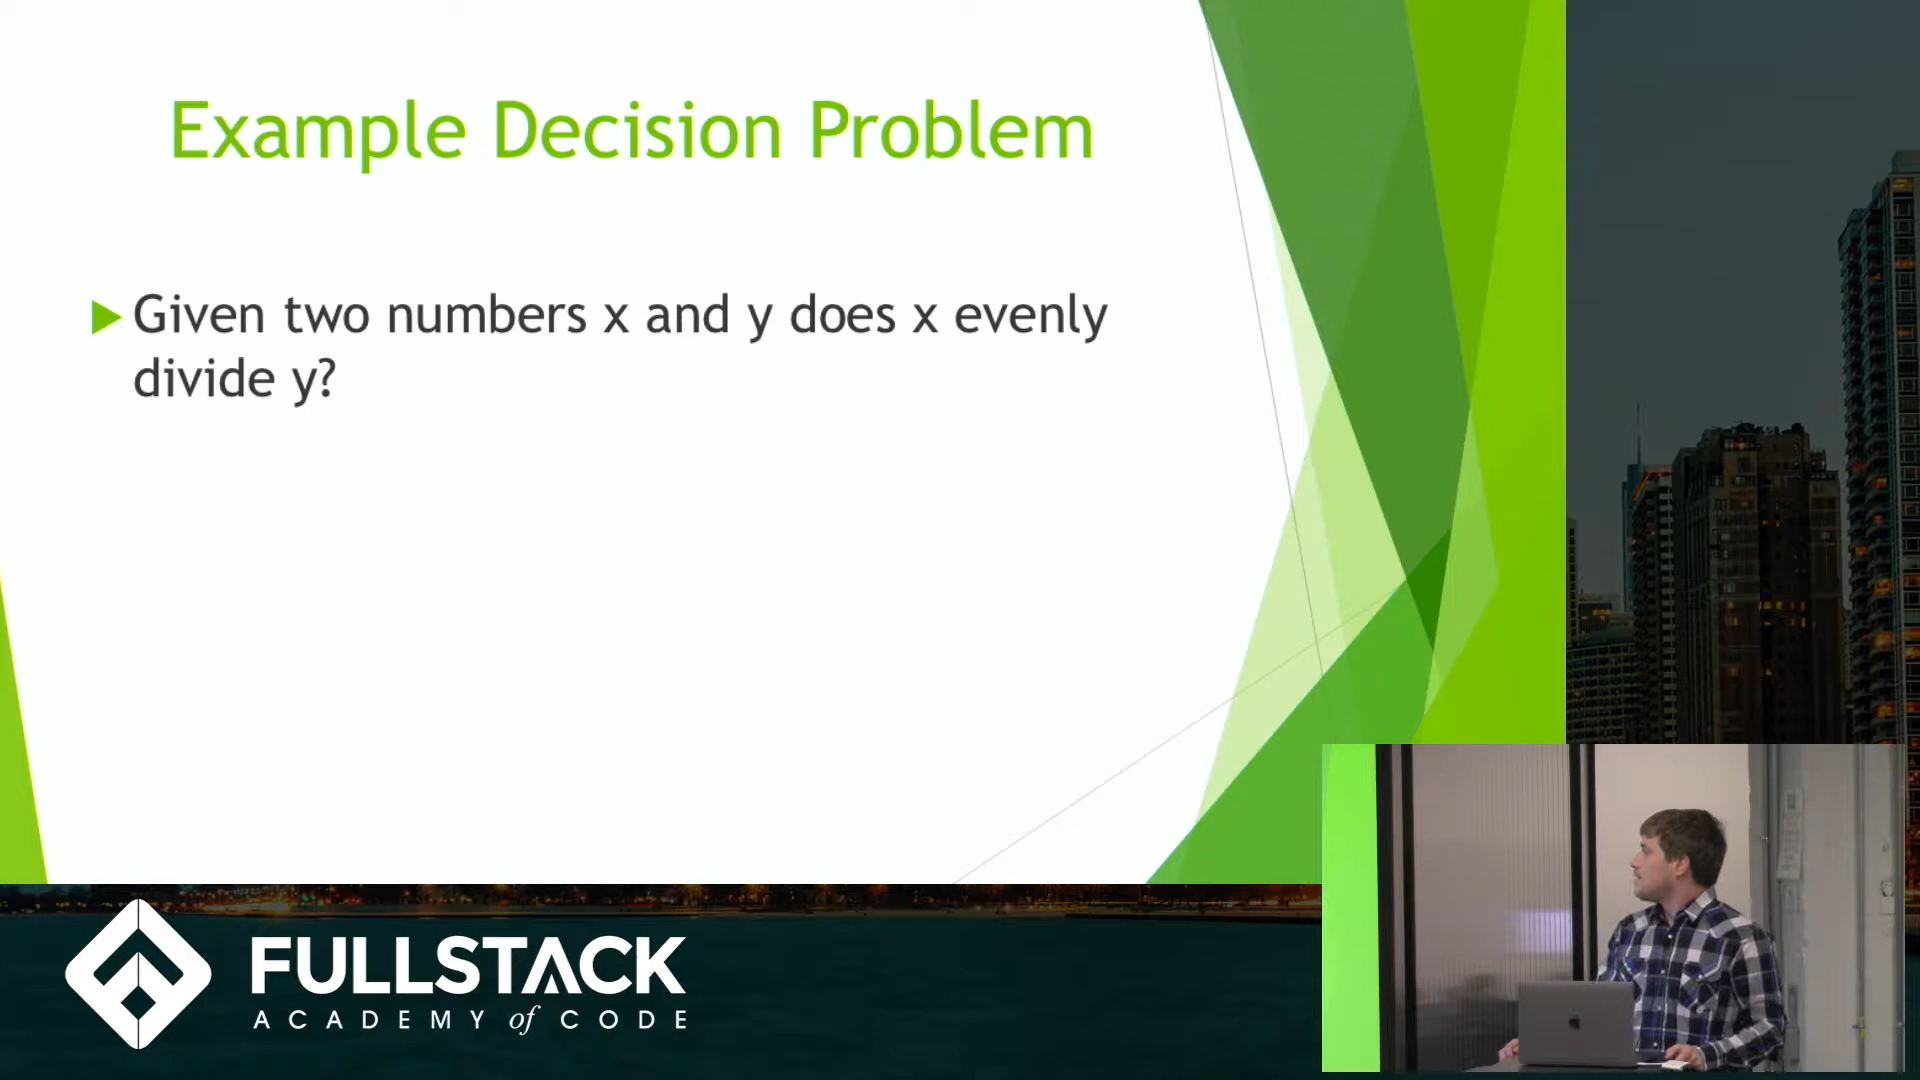 Example Decision Problem
Given two numbers x and y does x evenly
divide y?
FULLSTACK
ACADEMY of CODE